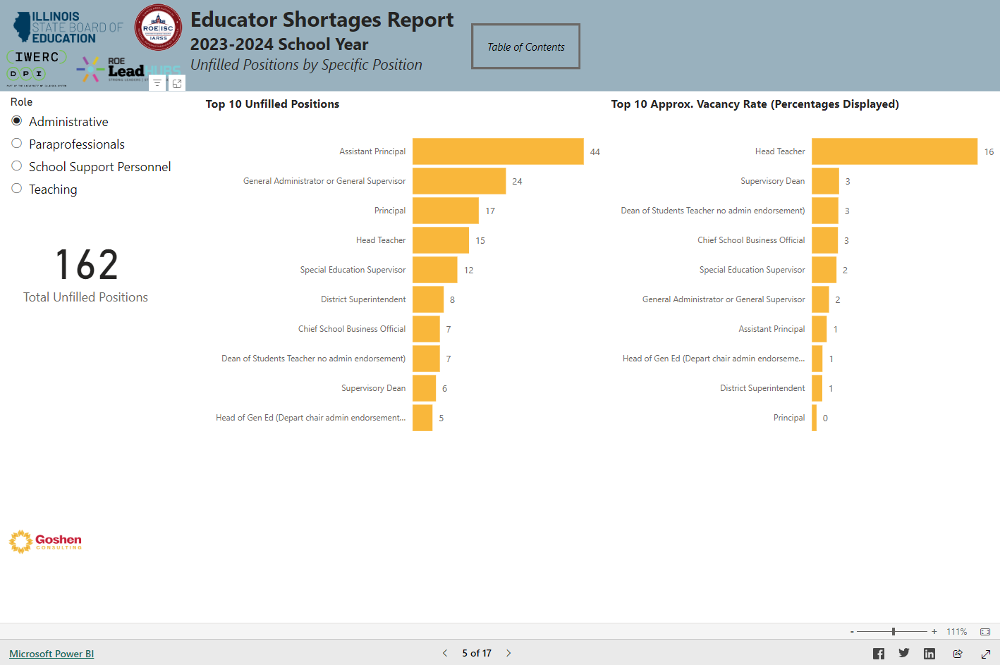 ILLINOIS
STATE BOARD OF
EDUCATION
ROE|ISC
IARSS
IWERC
DPI
ROE
Lead HUBS
Educator Shortages Report
2023-2024 School Year
Unfilled Positions by Specific Position
Table of Contents
Role
Administrative
Paraprofessionals
School Support Personnel
Teaching
162
Total Unfilled Positions
Top 10 Unfilled Positions
Assistant Principal 44
General Administrator or General Supervisor 24
Principal 17
Head Teacher 15
Special Education Supervisor 12
District Superintendent 8
Chief School Business Official 7
Dean of Students Teacher no admin endorsement) 7
Supervisory Dean 6
Head of Gen Ed (Depart chair admin endorsement... 5
Top 10 Approx. Vacancy Rate (Percentages Displayed)
Head Teacher 16
Supervisory Dean 3
Dean of Students Teacher no admin endorsement) 3
Chief School Business Official 3
Special Education Supervisor 2
General Administrator or General Supervisor 2
Assistant Principal 1
Head of Gen Ed (Depart chair admin endorseme... 1
District Superintendent 1
Principal 0
Goshen
CONSULTING
- + 111%
Microsoft Power BI
5 of 17